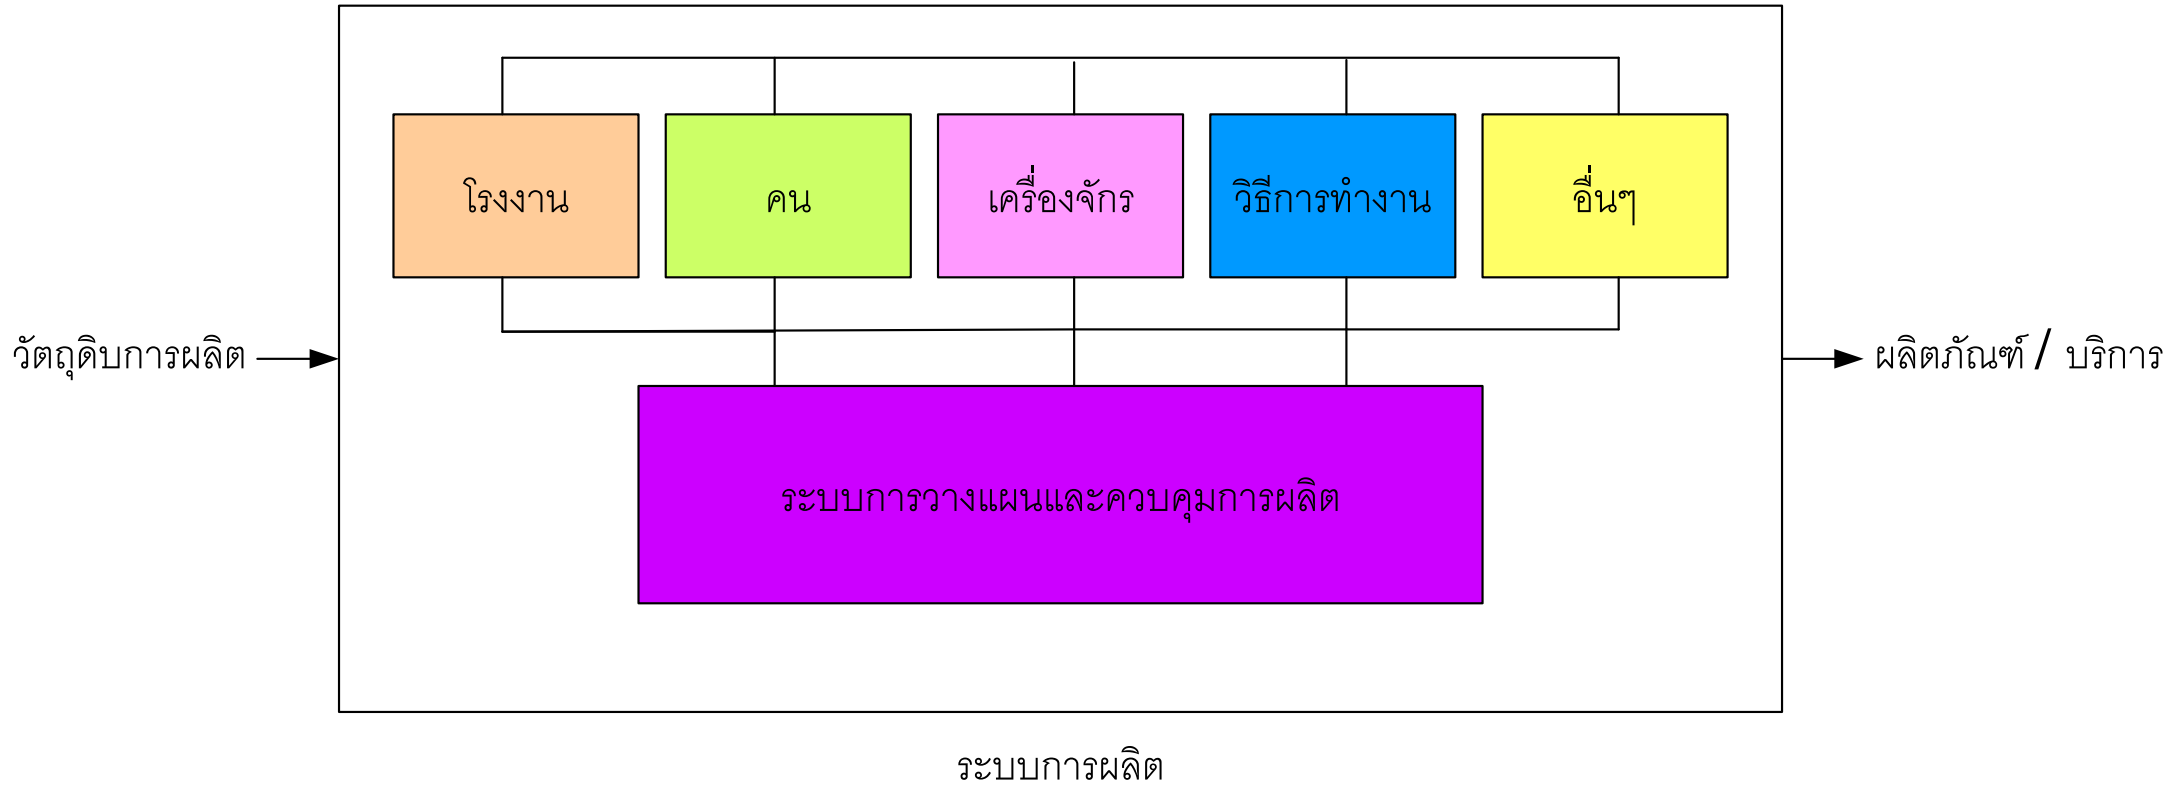 โรงงาน
คน
เครื่องจักร
วิธีการทำงาน
อื่นๆ
วัตถุดิบการผลิต
ผลิตภัณฑ์ / บริการ
ระบบการวางแผนและควบคุมการผลิต
ระบบการผลิต